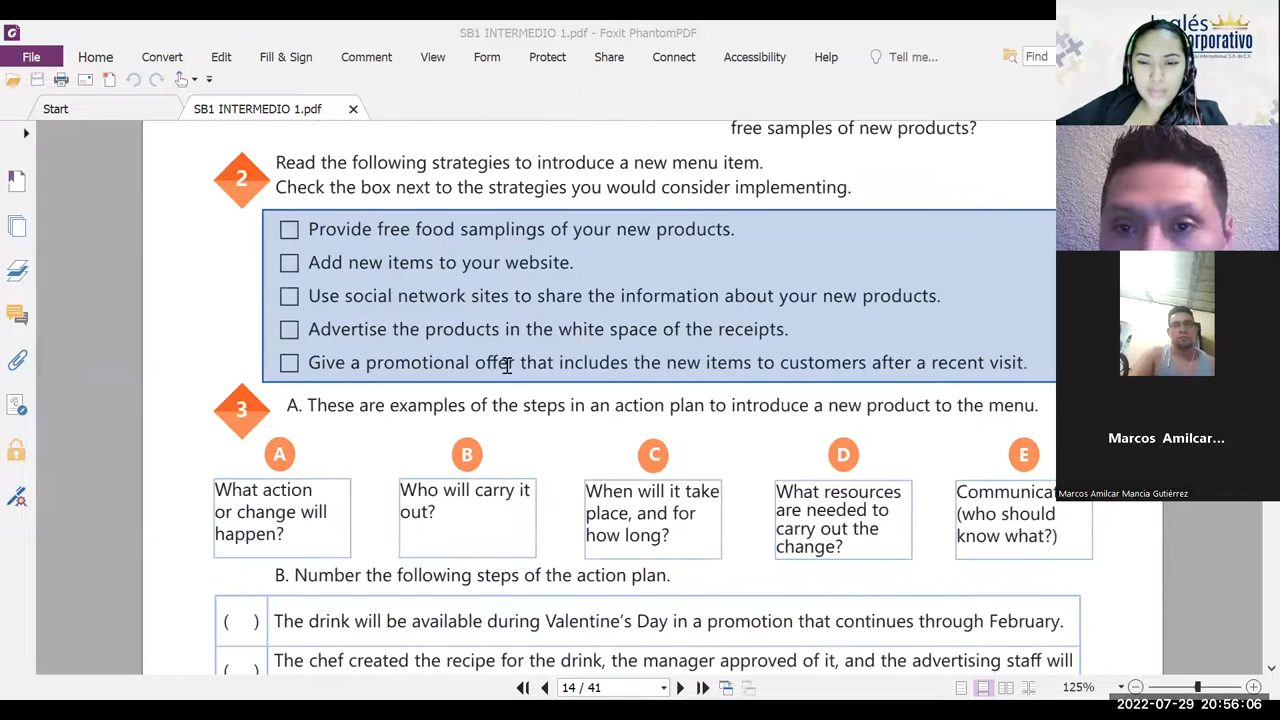 SB1 INTERMEDIO 1.pdf - Foxit PhantomPDF
File Home Convert Edit Fill & Sign Comment View Form Protect Share Connect Accessibility Help Tell me... Find
Start SB1 INTERMEDIO 1.pdf
Inglés
orporativo
free samples of new products?
2
Read the following strategies to introduce a new menu item.
Check the box next to the strategies you would consider implementing.
Provide free food samplings of your new products.
Add new items to your website.
Use social network sites to share the information about your new products.
Advertise the products in the white space of the receipts.
Give a promotional offer that includes the new items to customers after a recent visit.
3
A. These are examples of the steps in an action plan to introduce a new product to the menu.
A
What action
or change will
happen?
B
Who will carry it
out?
C
When will it take
place, and for
how long?
D
What resources
are needed to
carry out the
change?
E
Communicat
(who should
know what?)
B. Number the following steps of the action plan.
( ) The drink will be available during Valentine's Day in a promotion that continues through February.
( ) The chef created the recipe for the drink, the manager approved of it, and the advertising staff will
Marcos Amilcar...
Marcos Amilcar Mancia Gutiérrez
14 / 41
125%
2022-07-29 20:56:06